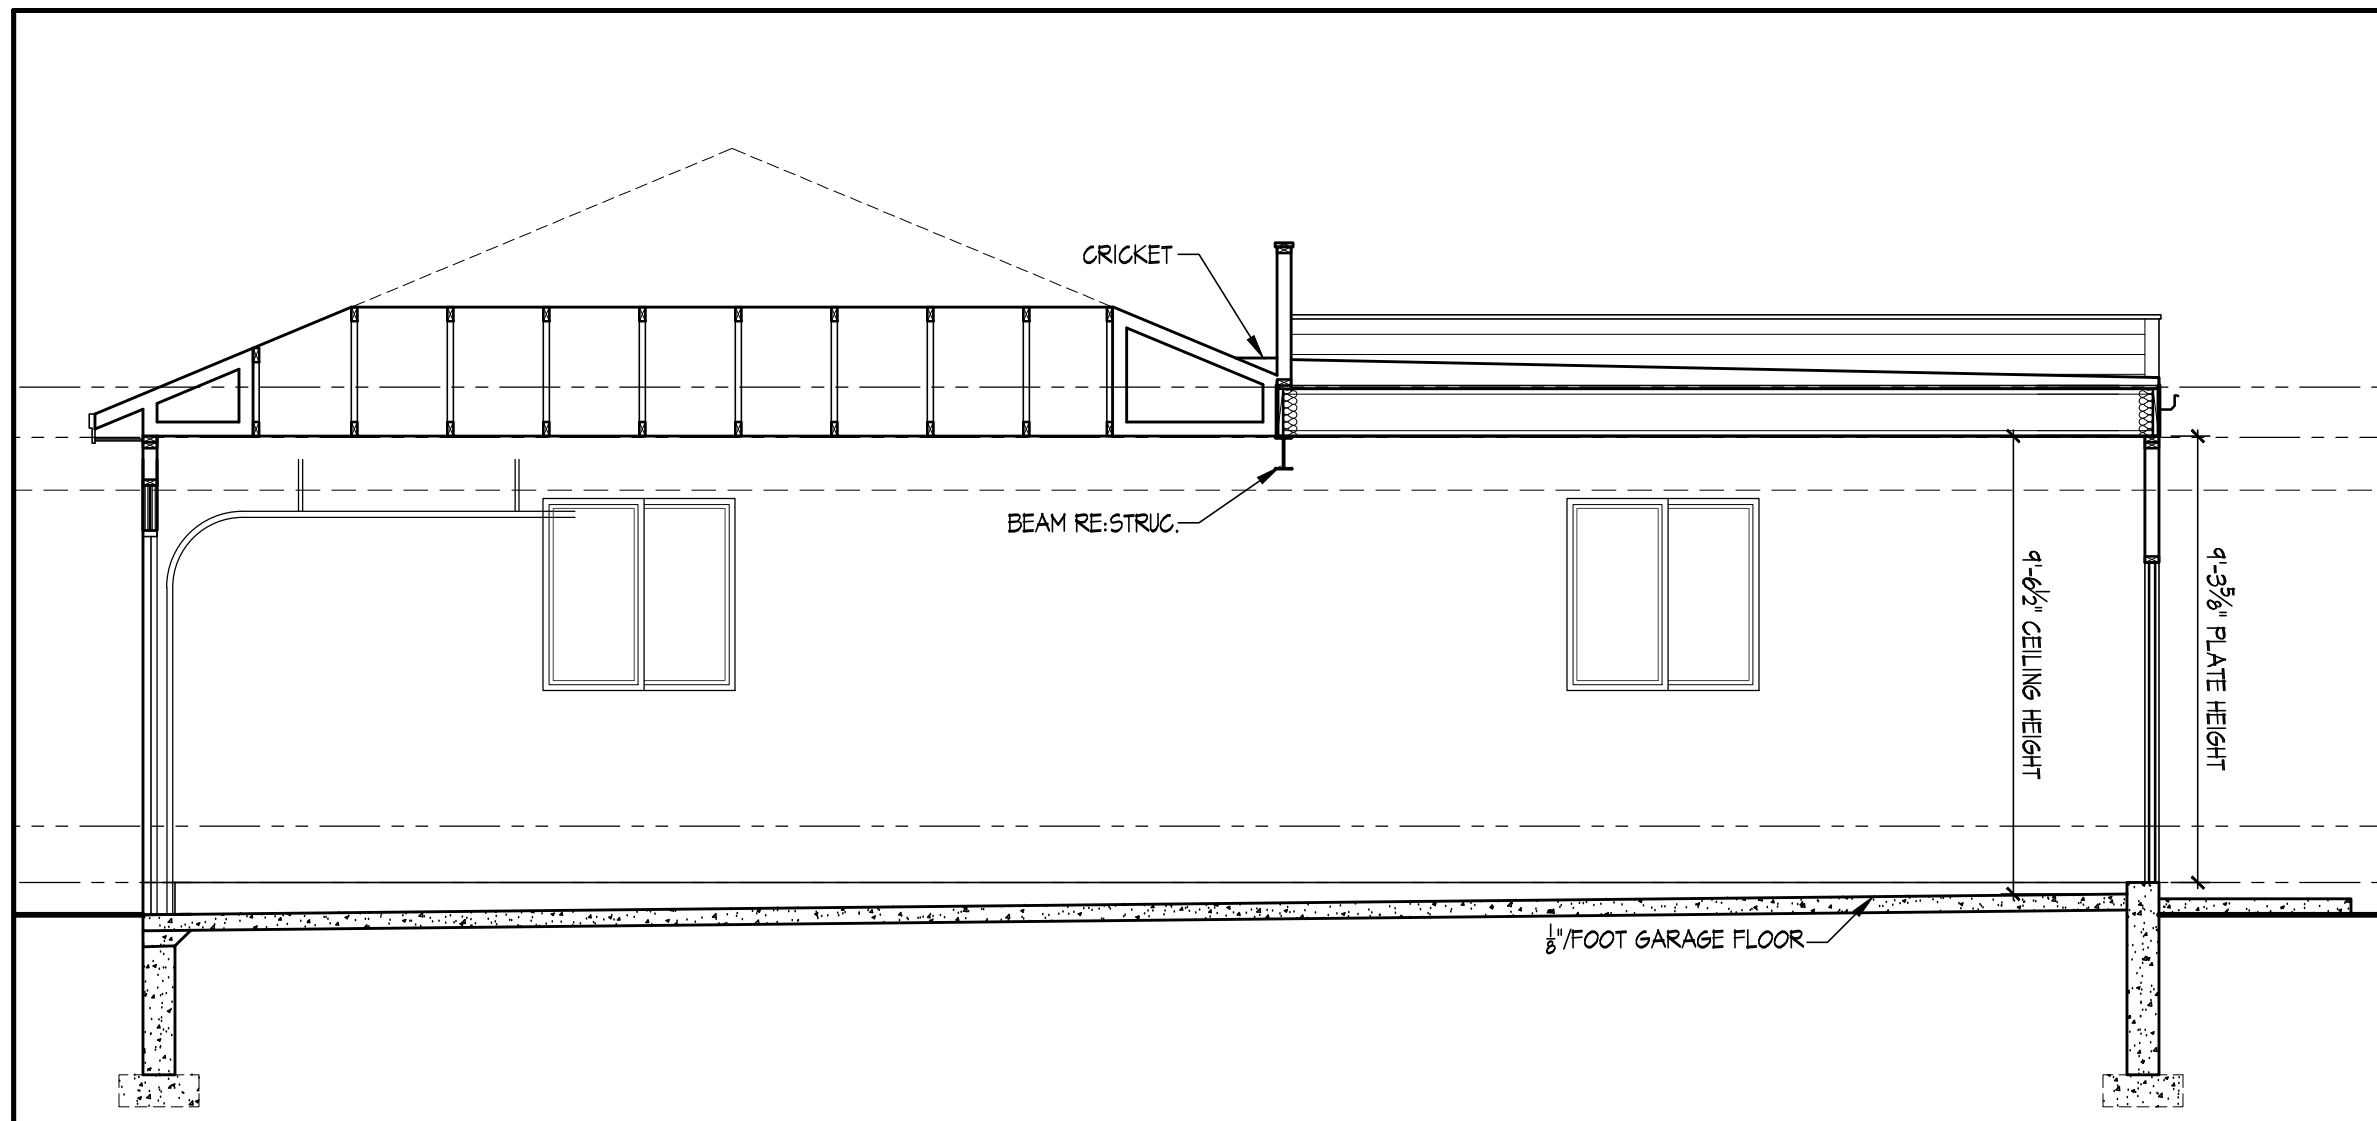 CRICKET
BEAM RE:STRUC.
9'-6½" CEILING HEIGHT
9'-3⅝" PLATE HEIGHT
⅛"/FOOT GARAGE FLOOR